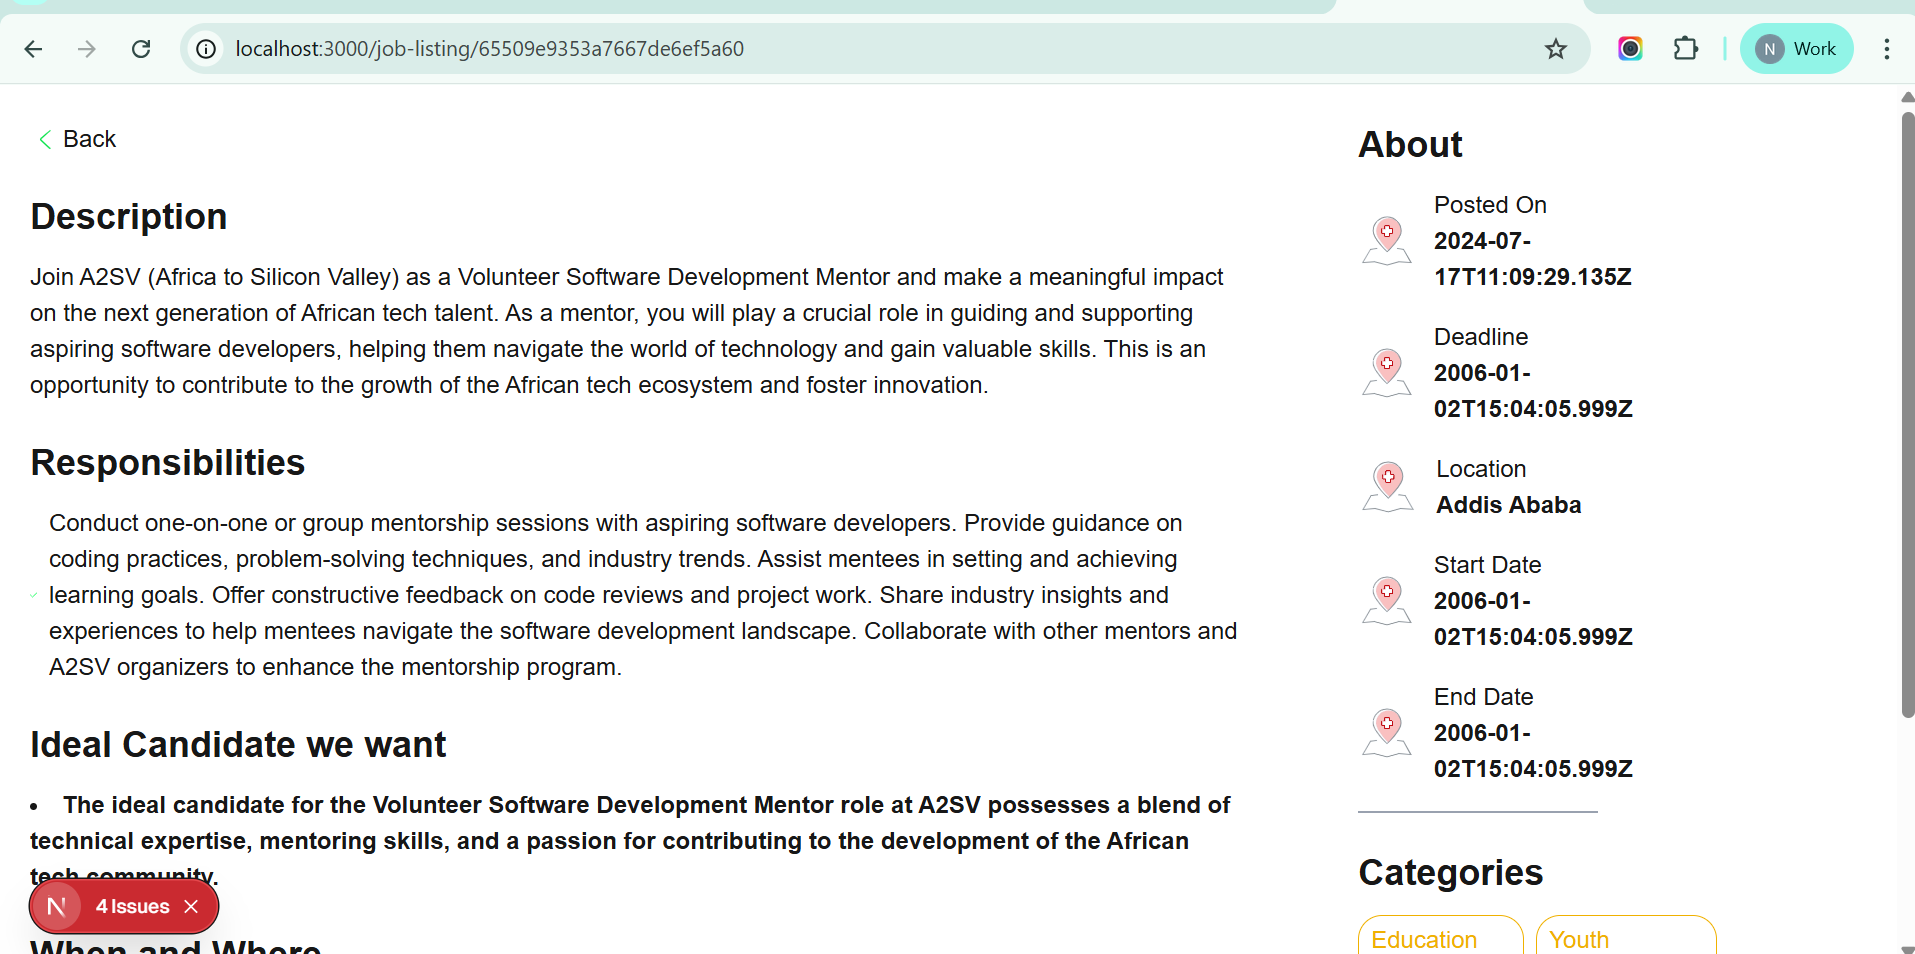 localhost:3000/job-listing/65509e9353a7667de6ef5a60
N Work
Back
Description
Join A2SV (Africa to Silicon Valley) as a Volunteer Software Development Mentor and make a meaningful impact
on the next generation of African tech talent. As a mentor, you will play a crucial role in guiding and supporting
aspiring software developers, helping them navigate the world of technology and gain valuable skills. This is an
opportunity to contribute to the growth of the African tech ecosystem and foster innovation.
Responsibilities
Conduct one-on-one or group mentorship sessions with aspiring software developers. Provide guidance on
coding practices, problem-solving techniques, and industry trends. Assist mentees in setting and achieving
learning goals. Offer constructive feedback on code reviews and project work. Share industry insights and
experiences to help mentees navigate the software development landscape. Collaborate with other mentors and
A2SV organizers to enhance the mentorship program.
Ideal Candidate we want
• The ideal candidate for the Volunteer Software Development Mentor role at A2SV possesses a blend of
technical expertise, mentoring skills, and a passion for contributing to the development of the African
tech community.
N 4 Issues
When and Where
About
Posted On
2024-07-
17T11:09:29.135Z
Deadline
2006-01-
02T15:04:05.999Z
Location
Addis Ababa
Start Date
2006-01-
02T15:04:05.999Z
End Date
2006-01-
02T15:04:05.999Z
Categories
Education
Youth